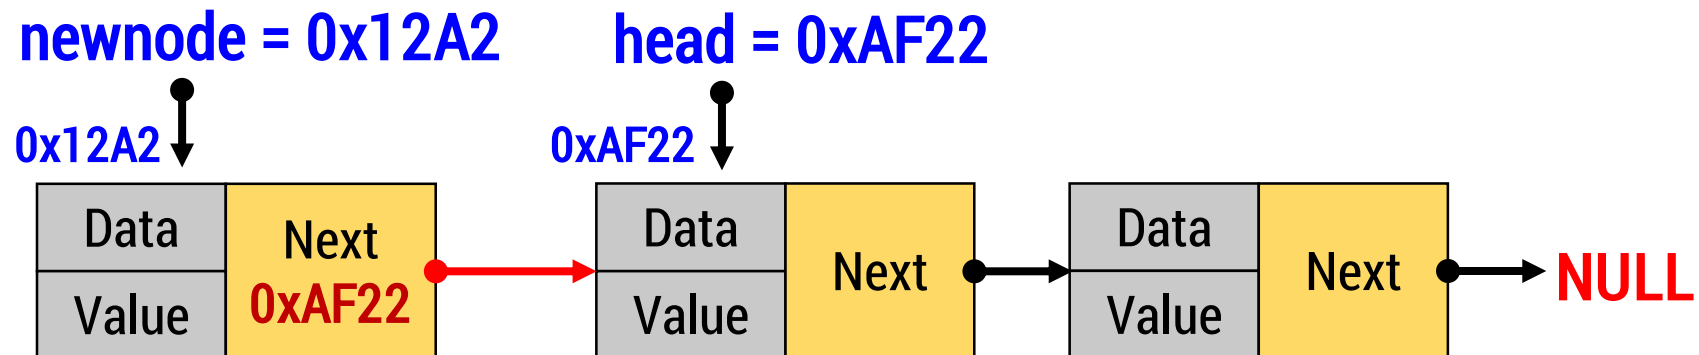 newnode = 0x12A2
head = 0xAF22
0x12A2
0xAF22
Data
Value
Next
0xAF22
Data
Value
Next
Data
Value
Next
NULL